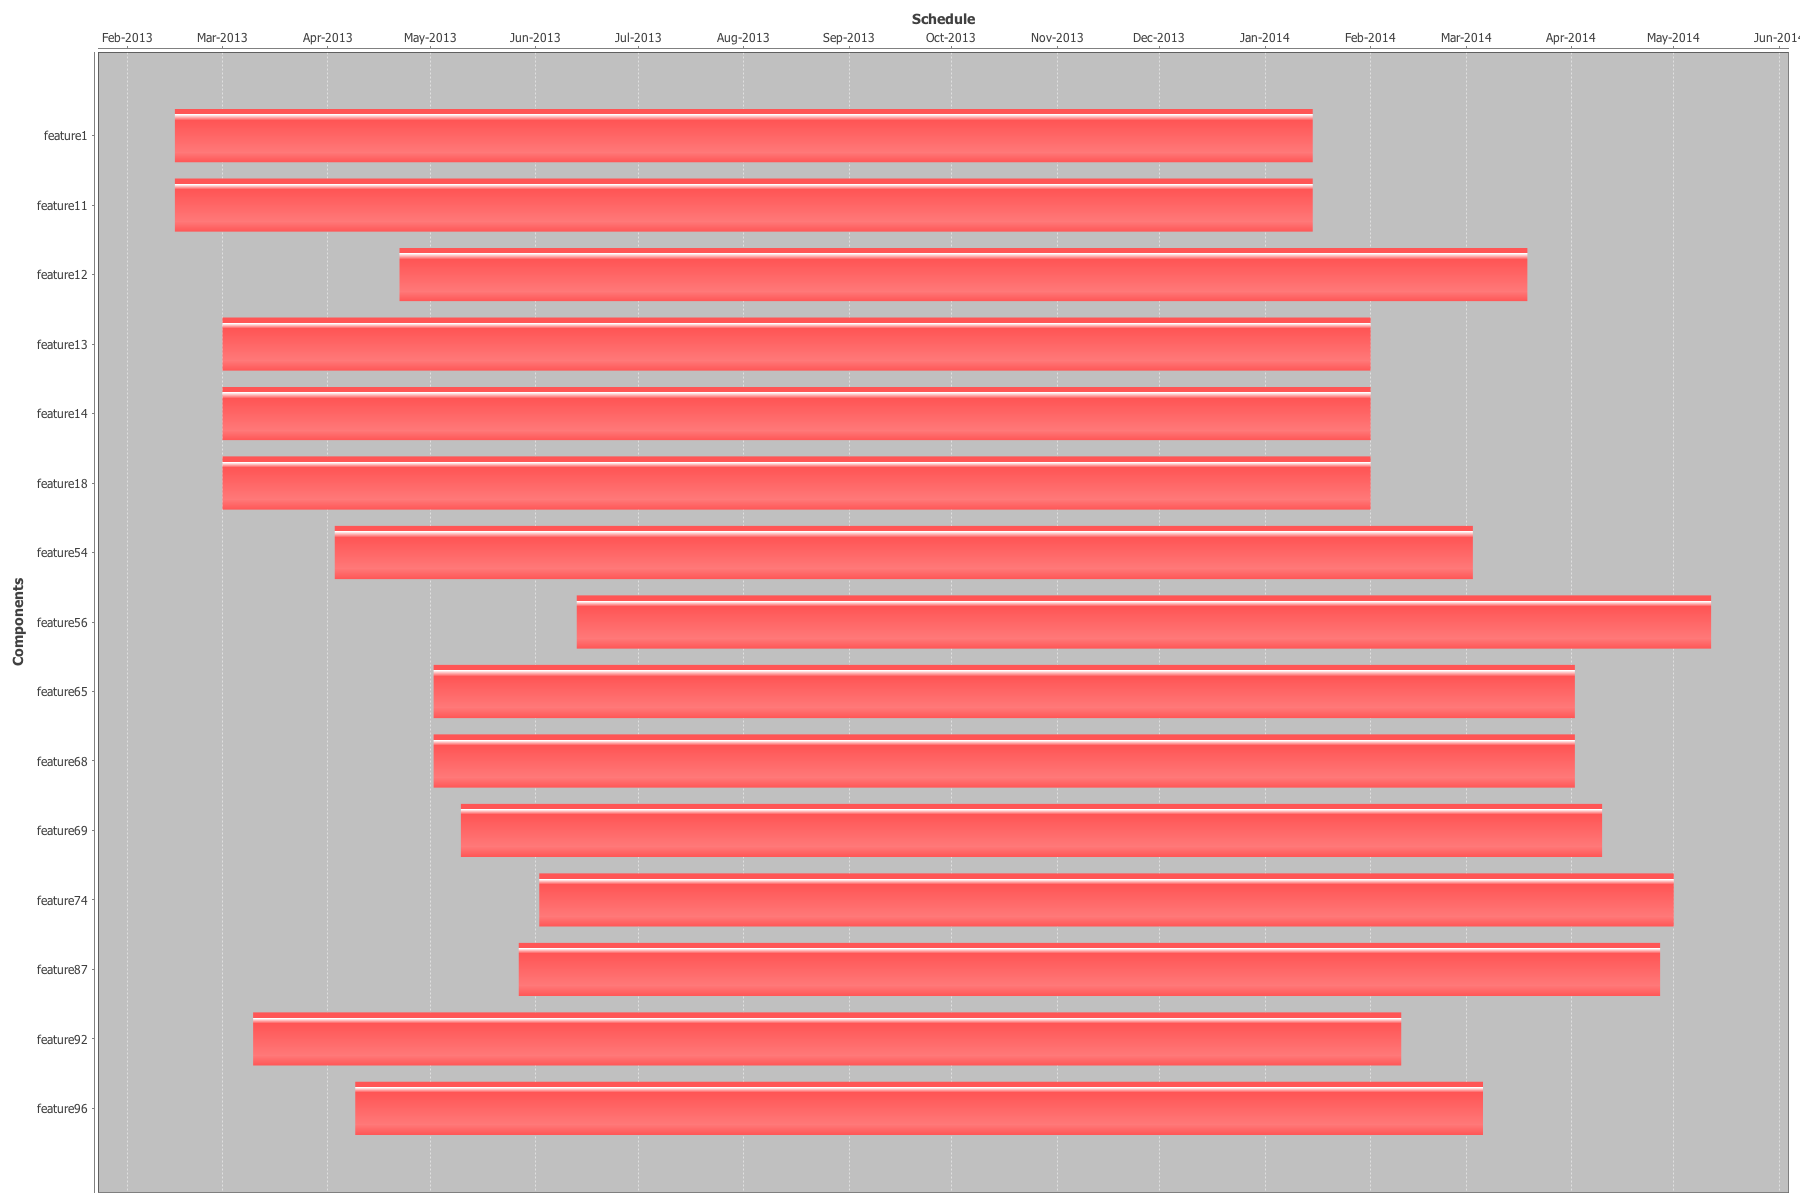 Schedule
Feb-2013 Mar-2013 Apr-2013 May-2013 Jun-2013 Jul-2013 Aug-2013 Sep-2013 Oct-2013 Nov-2013 Dec-2013 Jan-2014 Feb-2014 Mar-2014 Apr-2014 May-2014 Jun-2014
Components
feature1
feature11
feature12
feature13
feature14
feature18
feature54
feature56
feature65
feature68
feature69
feature74
feature87
feature92
feature96